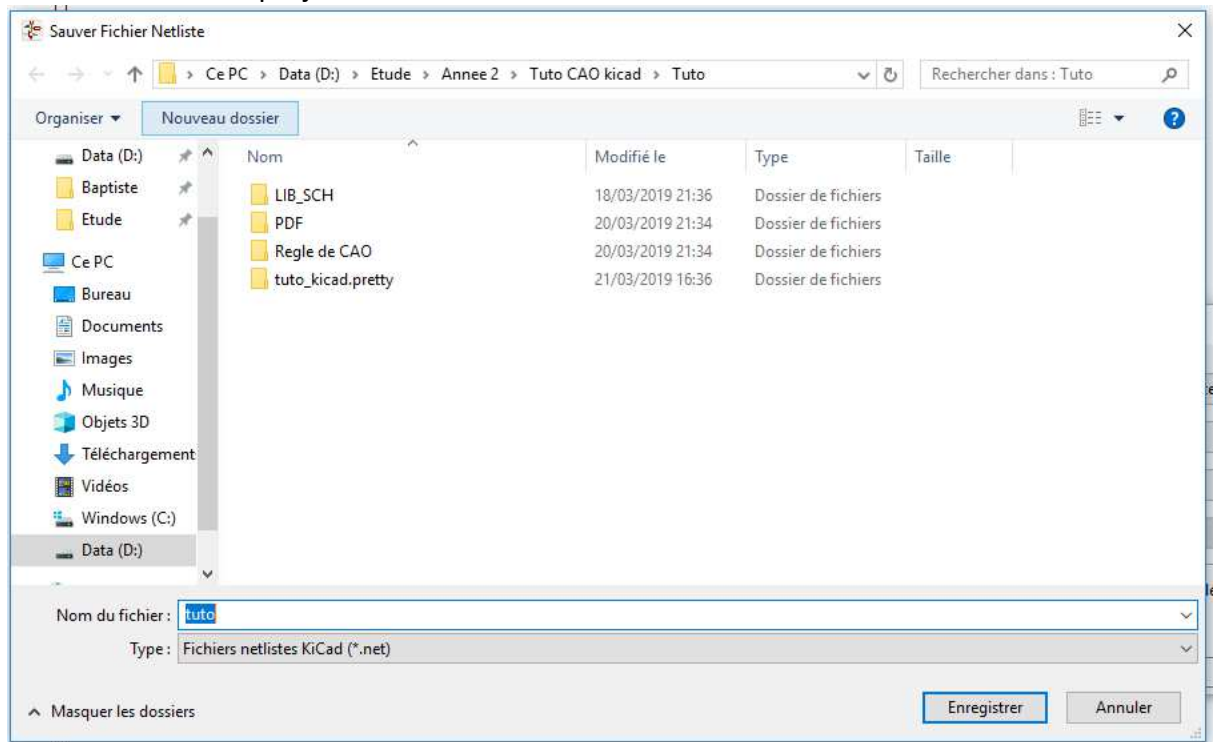 Sauver Fichier Netliste
Ce PC > Data (D:) > Etude > Annee 2 > Tuto CAO kicad > Tuto
Rechercher dans : Tuto
Organiser
Nouveau dossier
Nom Modifié le Type Taille
Data (D:)
Baptiste
Etude
Ce PC
Bureau
Documents
Images
Musique
Objets 3D
Téléchargement
Vidéos
Windows (C:)
Data (D:)
LIB_SCH 18/03/2019 21:36 Dossier de fichiers
PDF 20/03/2019 21:34 Dossier de fichiers
Regle de CAO 20/03/2019 21:34 Dossier de fichiers
tuto_kicad.pretty 21/03/2019 16:36 Dossier de fichiers
Nom du fichier : tuto
Type : Fichiers netlistes KiCad (*.net)
Masquer les dossiers
Enregistrer
Annuler